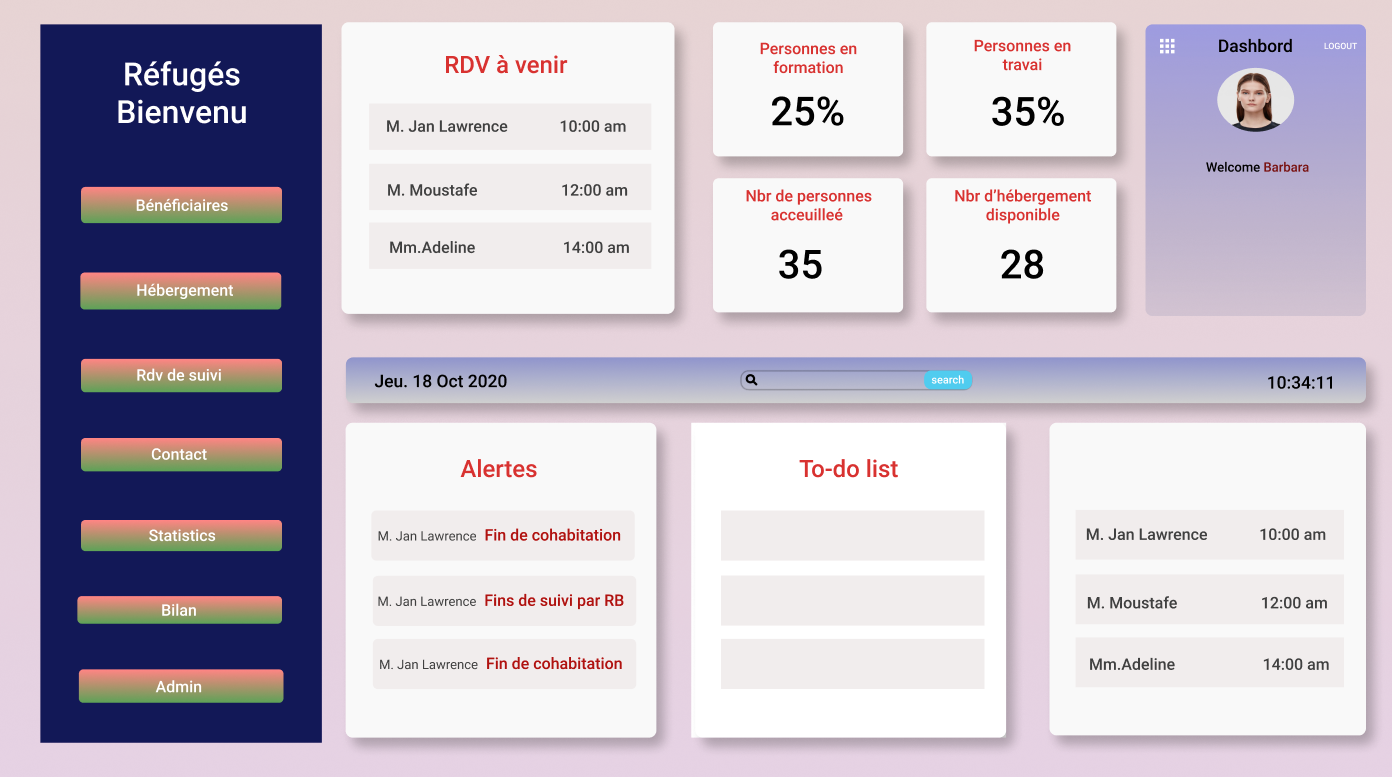 Réfugés
Bienvenu
Bénéficiaires
Hébergement
Rdv de suivi
Contact
Statistics
Bilan
Admin
RDV à venir
M. Jan Lawrence 10:00 am
M. Moustafe 12:00 am
Mm.Adeline 14:00 am
Personnes en
formation
25%
Personnes en
travai
35%
Nbr de personnes
acceuilleé
35
Nbr d’hébergement
disponible
28
Dashbord
LOGOUT
Welcome Barbara
Jeu. 18 Oct 2020
search
10:34:11
Alertes
M. Jan Lawrence Fin de cohabitation
M. Jan Lawrence Fins de suivi par RB
M. Jan Lawrence Fin de cohabitation
To-do list
M. Jan Lawrence 10:00 am
M. Moustafe 12:00 am
Mm.Adeline 14:00 am